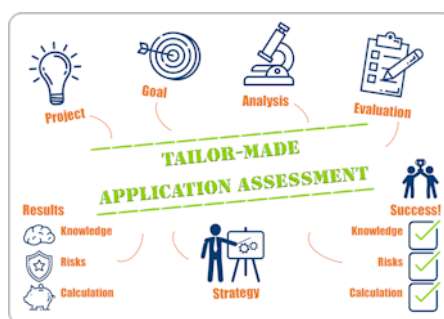 Project
Goal
Analysis
Evaluation
TAILOR-MADE
APPLICATION ASSESSMENT
Results
Knowledge
Risks
Calculation
Strategy
Success!
Knowledge
Risks
Calculation